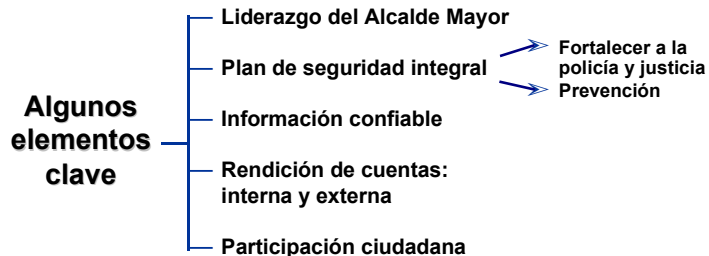 Algunos
elementos
clave
Liderazgo del Alcalde Mayor
Plan de seguridad integral
Fortalecer a la
policía y justicia
Prevención
Información confiable
Rendición de cuentas:
interna y externa
Participación ciudadana